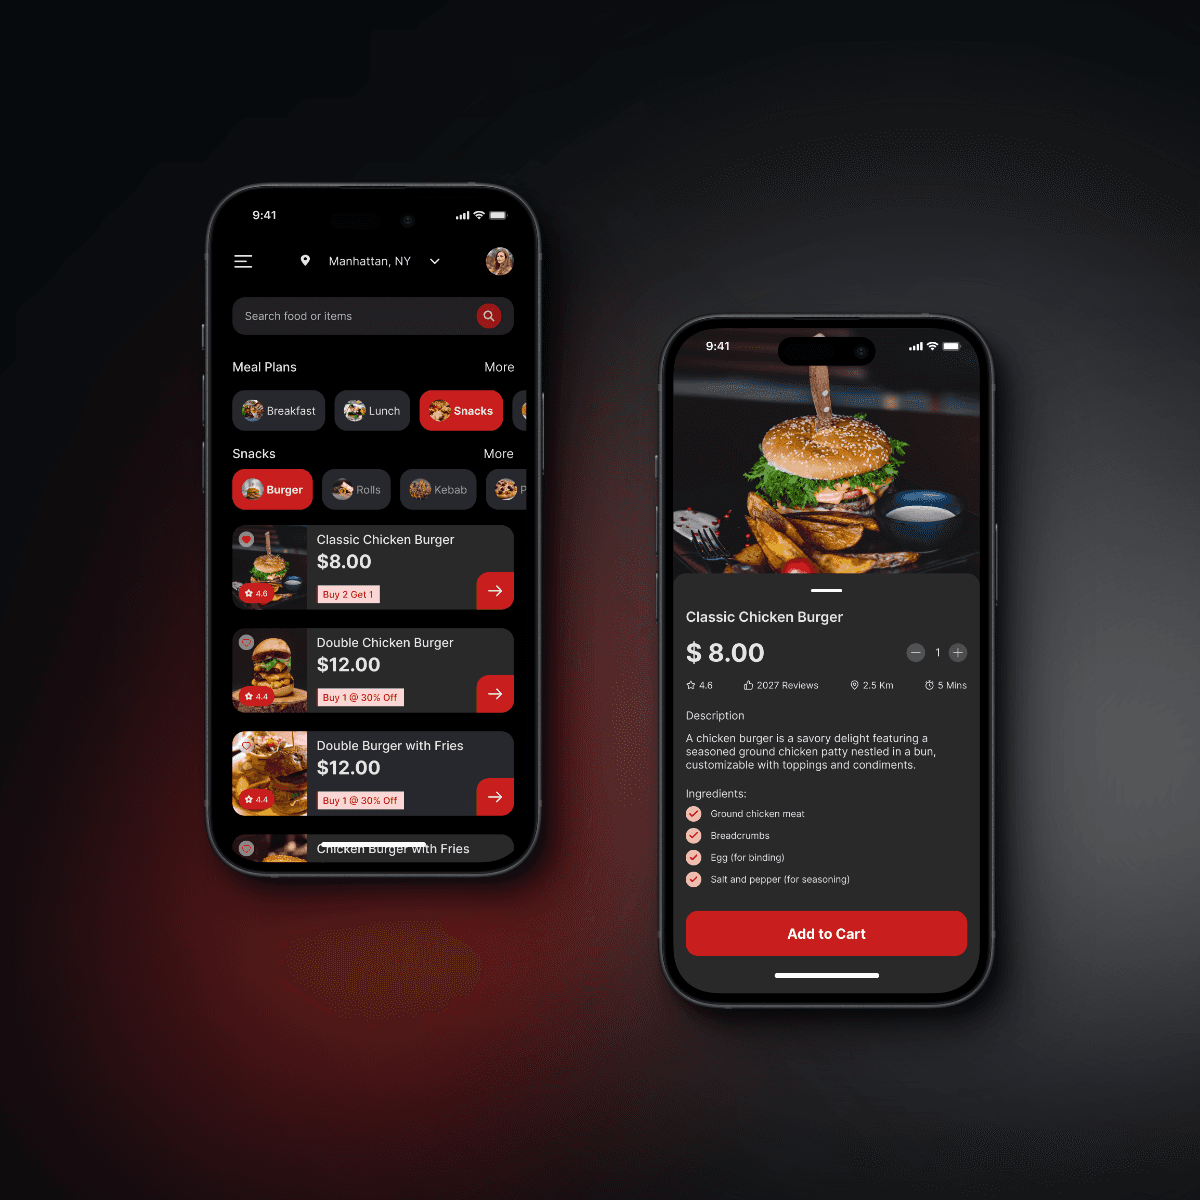 9:41
Manhattan, NY
Search food or items
Meal Plans More
Breakfast Lunch Snacks
Snacks More
Burger Rolls Kebab P
Classic Chicken Burger
$8.00
4.6 Buy 2 Get 1
Double Chicken Burger
$12.00
4.4 Buy 1 @ 30% Off
Double Burger with Fries
$12.00
4.4 Buy 1 @ 30% Off
Chicken Burger with Fries
9:41
Classic Chicken Burger
$ 8.00 1
4.6 2027 Reviews 2.5 Km 5 Mins
Description
A chicken burger is a savory delight featuring a
seasoned ground chicken patty nestled in a bun,
customizable with toppings and condiments.
Ingredients:
Ground chicken meat
Breadcrumbs
Egg (for binding)
Salt and pepper (for seasoning)
Add to Cart